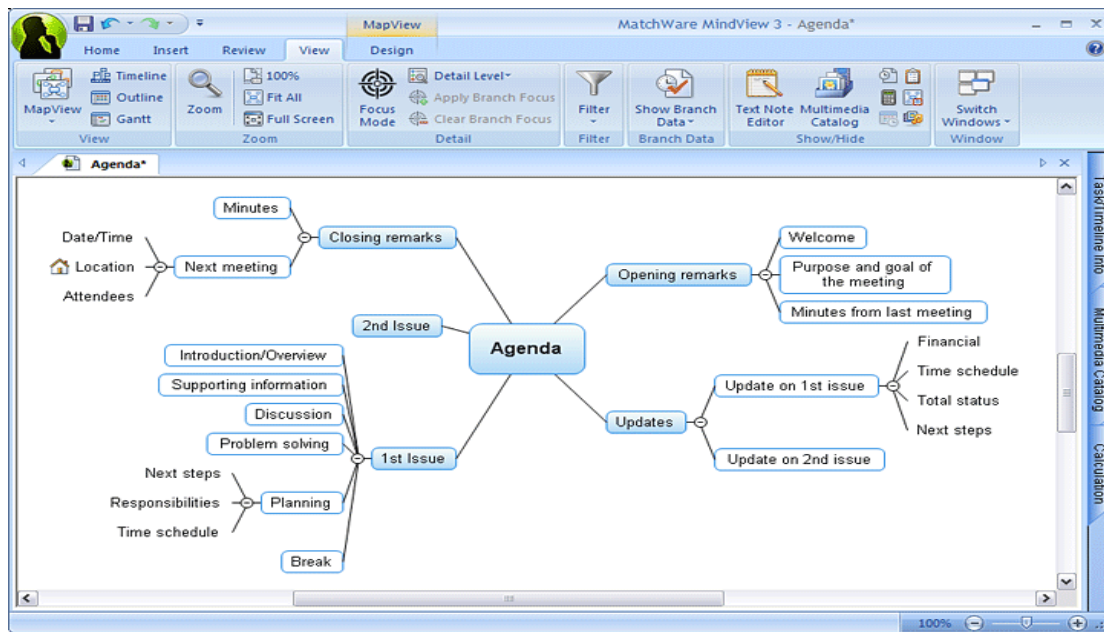 MapView
MatchWare MindView 3 - Agenda*
Home Insert Review View Design
MapView
Timeline
Outline
Gantt
View
Zoom
100%
Fit All
Full Screen
Zoom
Focus Mode
Detail Level
Apply Branch Focus
Clear Branch Focus
Detail
Filter
Filter
Show Branch Data
Branch Data
Text Note Editor
Multimedia Catalog
Show/Hide
Switch Windows
Window
Agenda*
Minutes
Closing remarks
Date/Time
Location
Attendees
Next meeting
2nd Issue
Agenda
Introduction/Overview
Supporting information
Discussion
Problem solving
1st Issue
Next steps
Responsibilities
Time schedule
Planning
Break
Opening remarks
Welcome
Purpose and goal of
the meeting
Minutes from last meeting
Updates
Update on 1st issue
Financial
Time schedule
Total status
Next steps
Update on 2nd issue
Task/Timeline Info
Multimedia Catalog
Calculation
100%